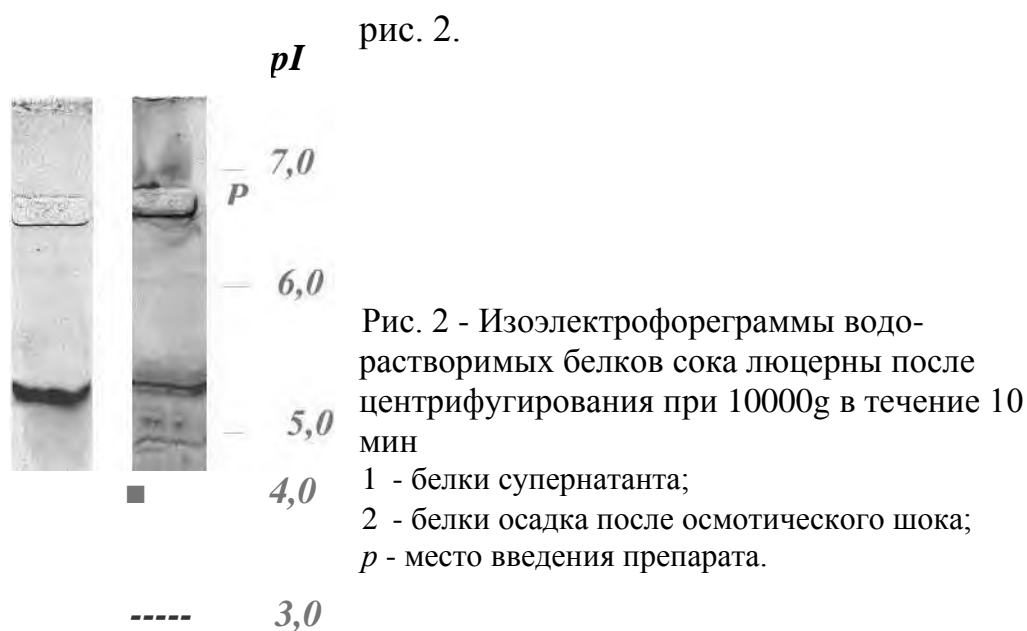 рис. 2.
pI
7,0
P
6,0
5,0
4,0
3,0
Рис. 2 - Изоэлектрофореграммы водо-
растворимых белков сока люцерны после
центрифугирования при 10000g в течение 10
мин
1 - белки супернатанта;
2 - белки осадка после осмотического шока;
p - место введения препарата.